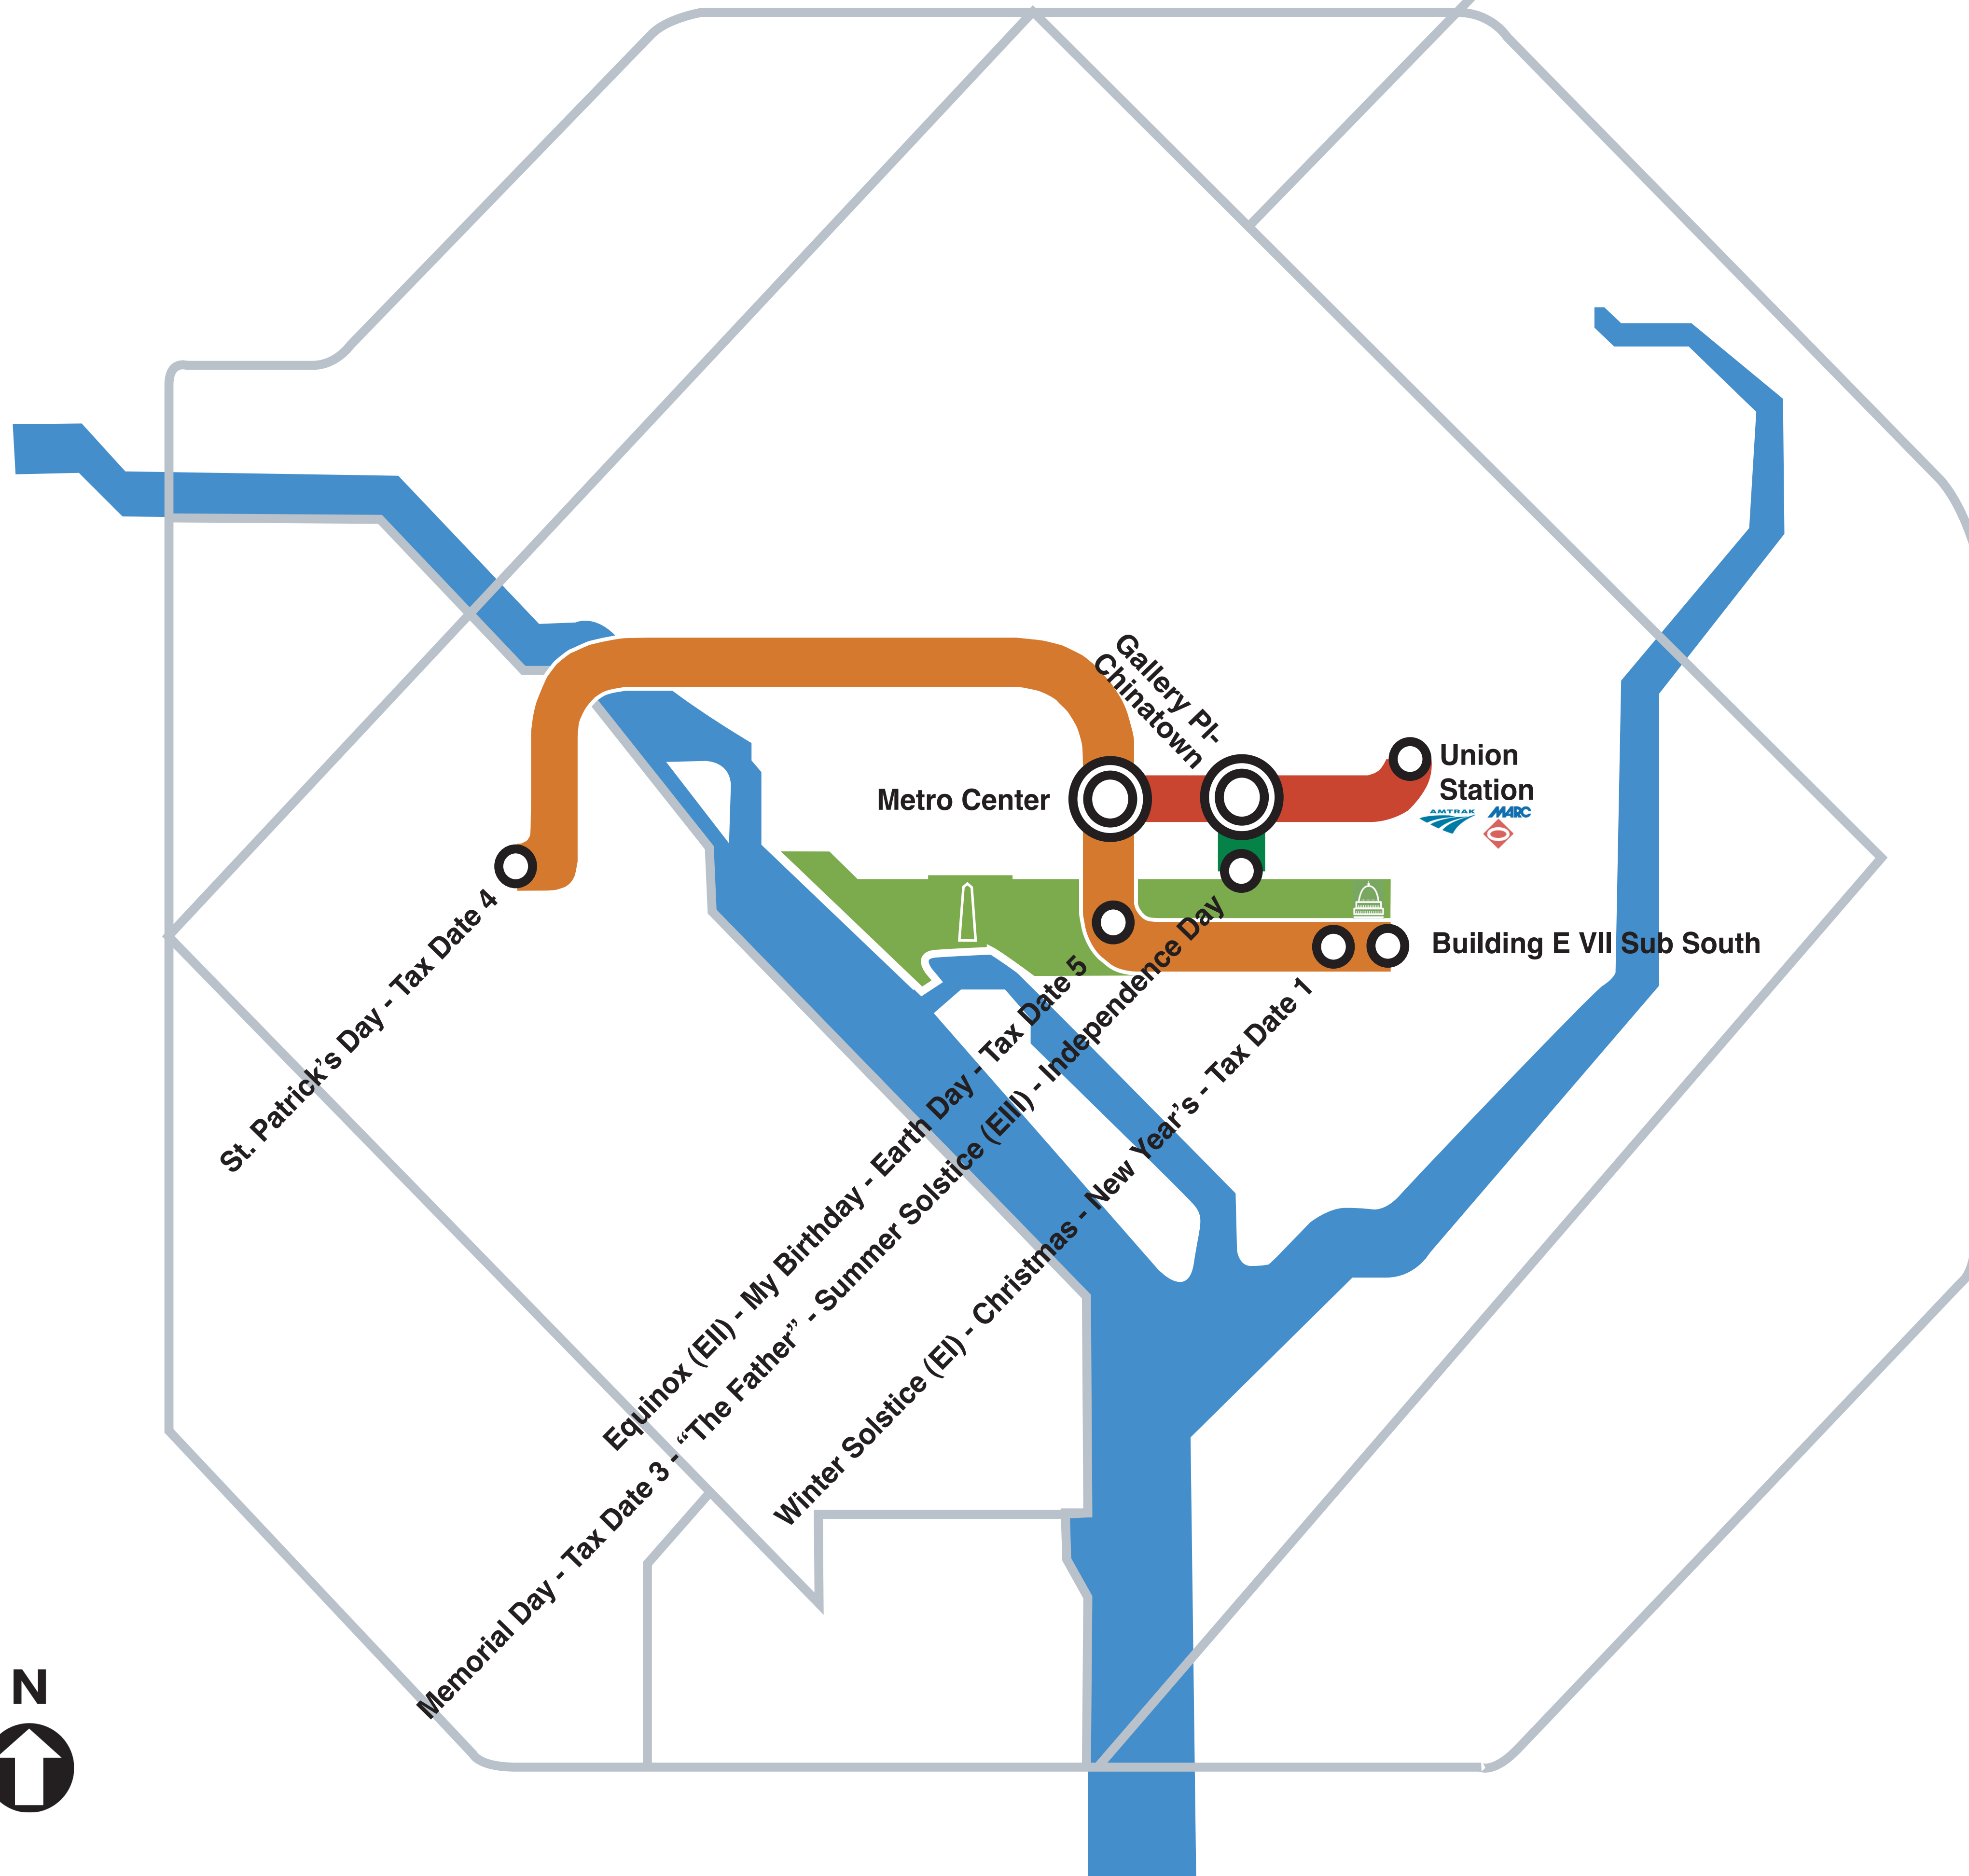 Gallery Pl-
Chinatown
Union
Station
Metro Center
AMTRAK
MARC
St. Patrick’s Day - Tax Date 4
Building E VII Sub South
Equinox (EII) - My Birthday - Earth Day - Tax Date 5
Memorial Day - Tax Date 3 - “The Father” - Summer Solstice (EIII) - Independence Day
Winter Solstice (EI) - Christmas - New Year’s - Tax Date 1
N